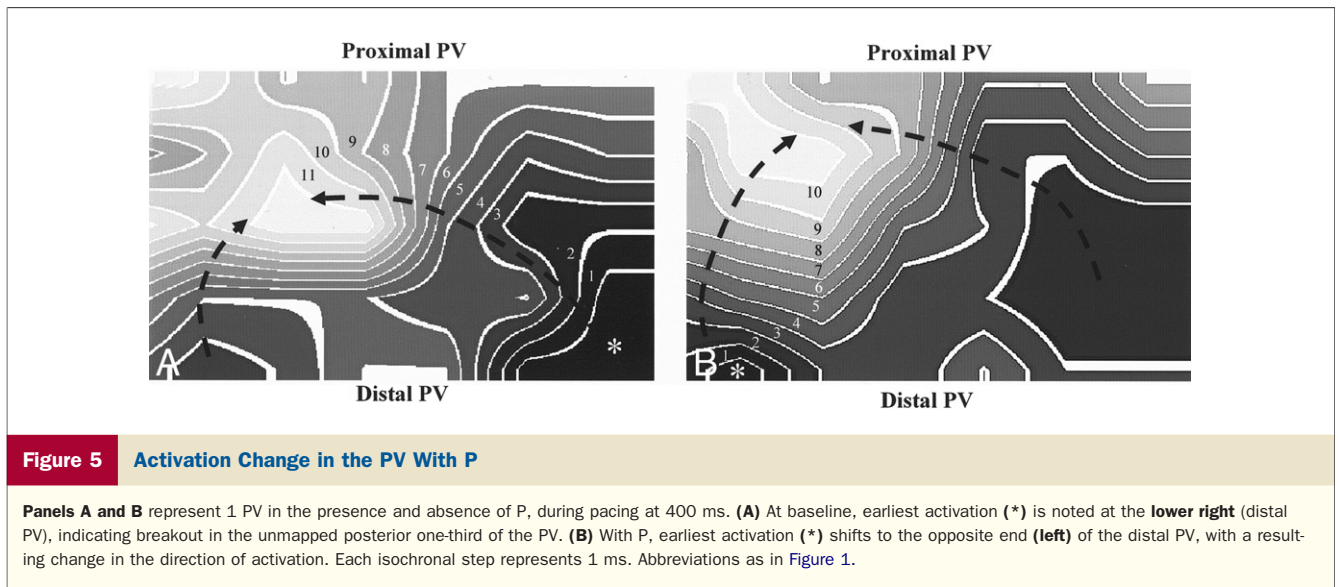 Proximal PV
Proximal PV
9
10
8
11
7
6
5
4
3
2
1
*
A
10
9
8
7
6
5
4
3
2
1
*
B
Distal PV
Distal PV
Figure 5
Activation Change in the PV With P
Panels A and B represent 1 PV in the presence and absence of P, during pacing at 400 ms. (A) At baseline, earliest activation (*) is noted at the lower right (distal
PV), indicating breakout in the unmapped posterior one-third of the PV. (B) With P, earliest activation (*) shifts to the opposite end (left) of the distal PV, with a result-
ing change in the direction of activation. Each isochronal step represents 1 ms. Abbreviations as in Figure 1.